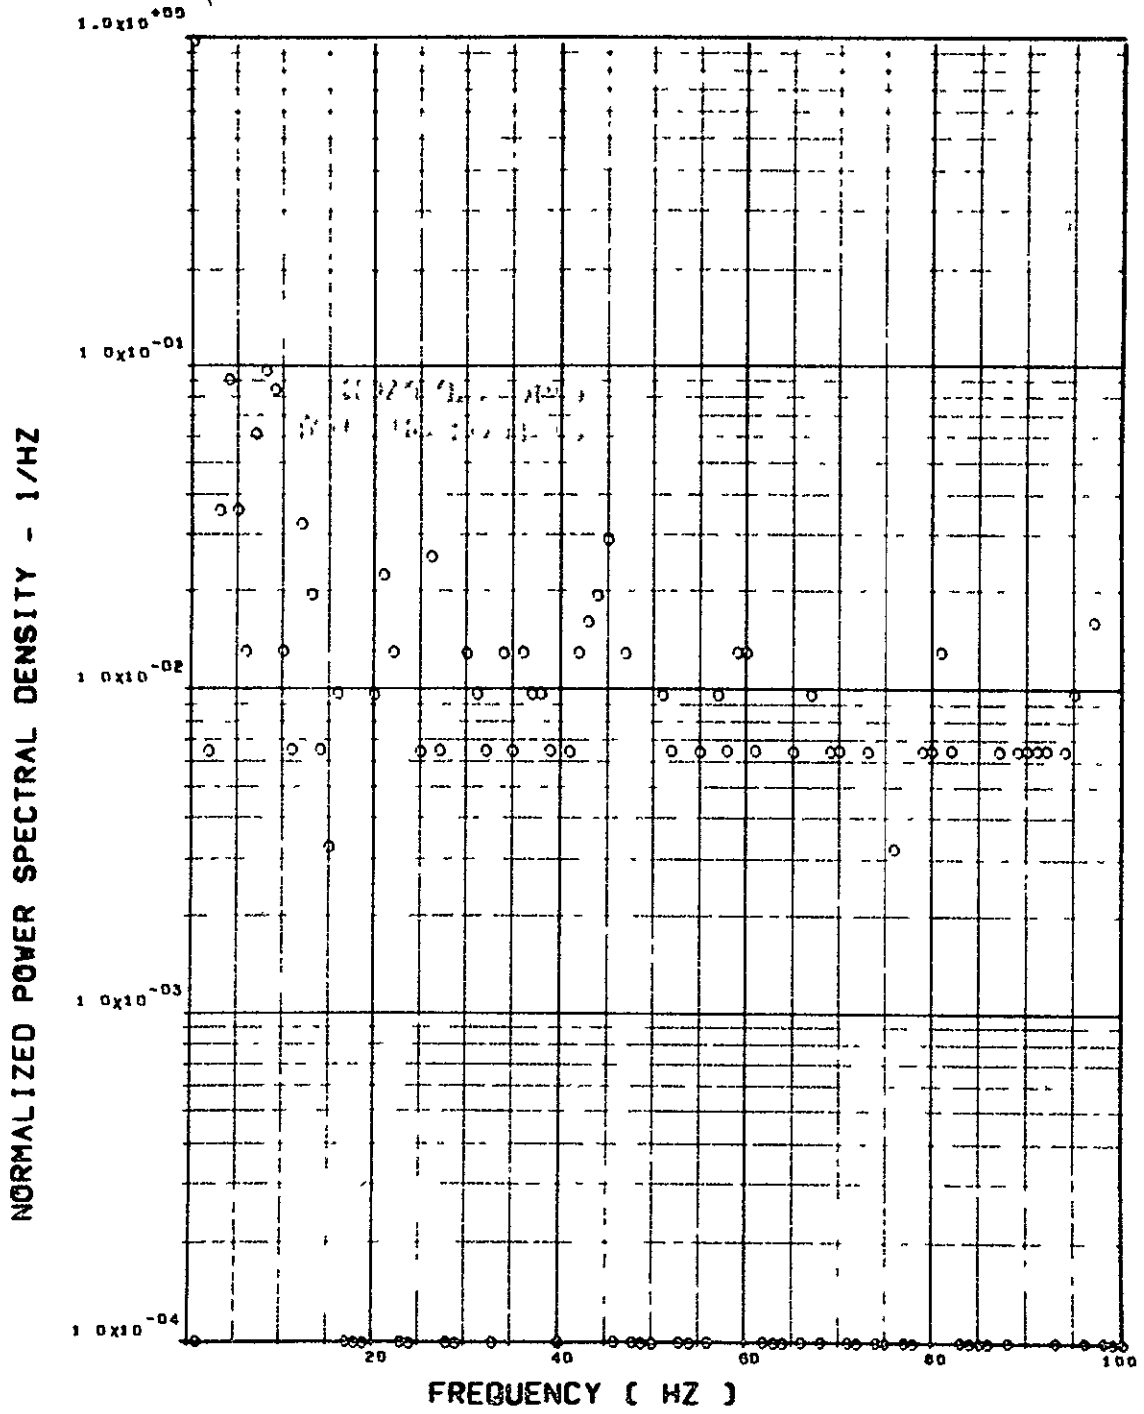 1.0x10+00
1 0x10-01
1 0x10-02
1 0x10-03
1 0x10-04
NORMALIZED POWER SPECTRAL DENSITY - 1/HZ
20 40 60 80 100
FREQUENCY ( HZ )